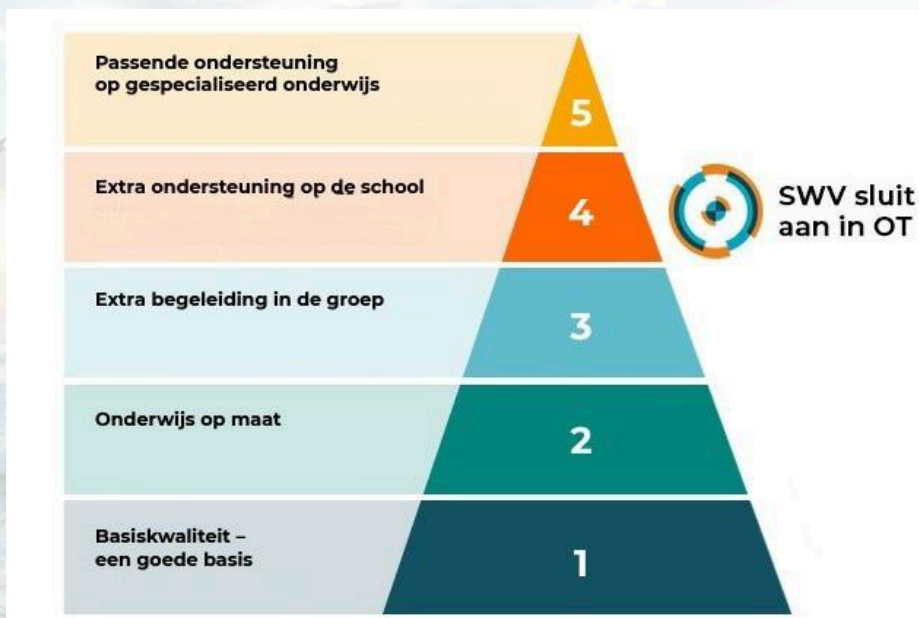 Passende ondersteuning
op gespecialiseerd onderwijs
5
Extra ondersteuning op de school
4
SWV sluit
aan in OT
Extra begeleiding in de groep
3
Onderwijs op maat
2
Basiskwaliteit –
een goede basis
1